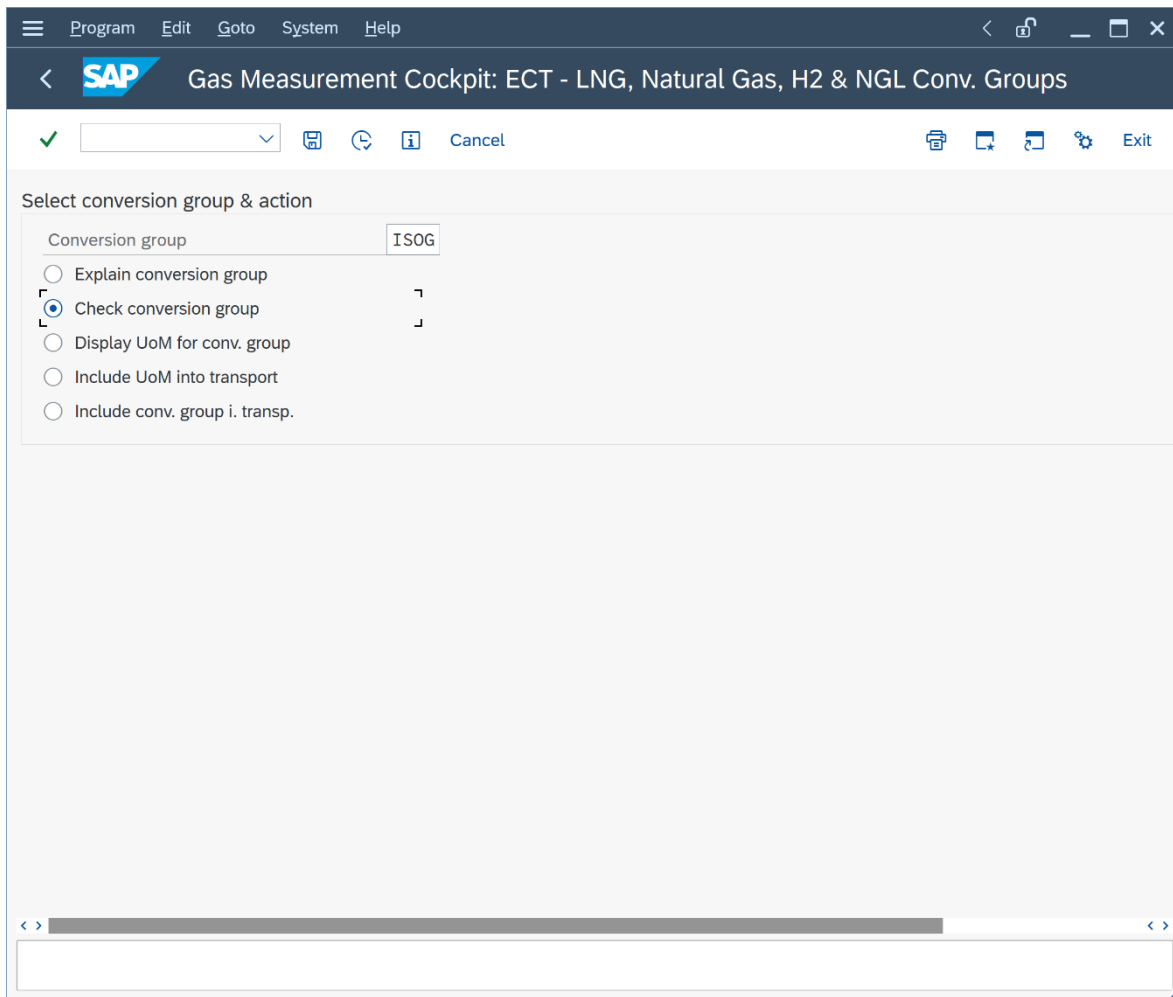 Program Edit Goto System Help
SAP Gas Measurement Cockpit: ECT - LNG, Natural Gas, H2 & NGL Conv. Groups
Cancel Exit
Select conversion group & action
Conversion group ISOG
Explain conversion group
Check conversion group
Display UoM for conv. group
Include UoM into transport
Include conv. group i. transp.